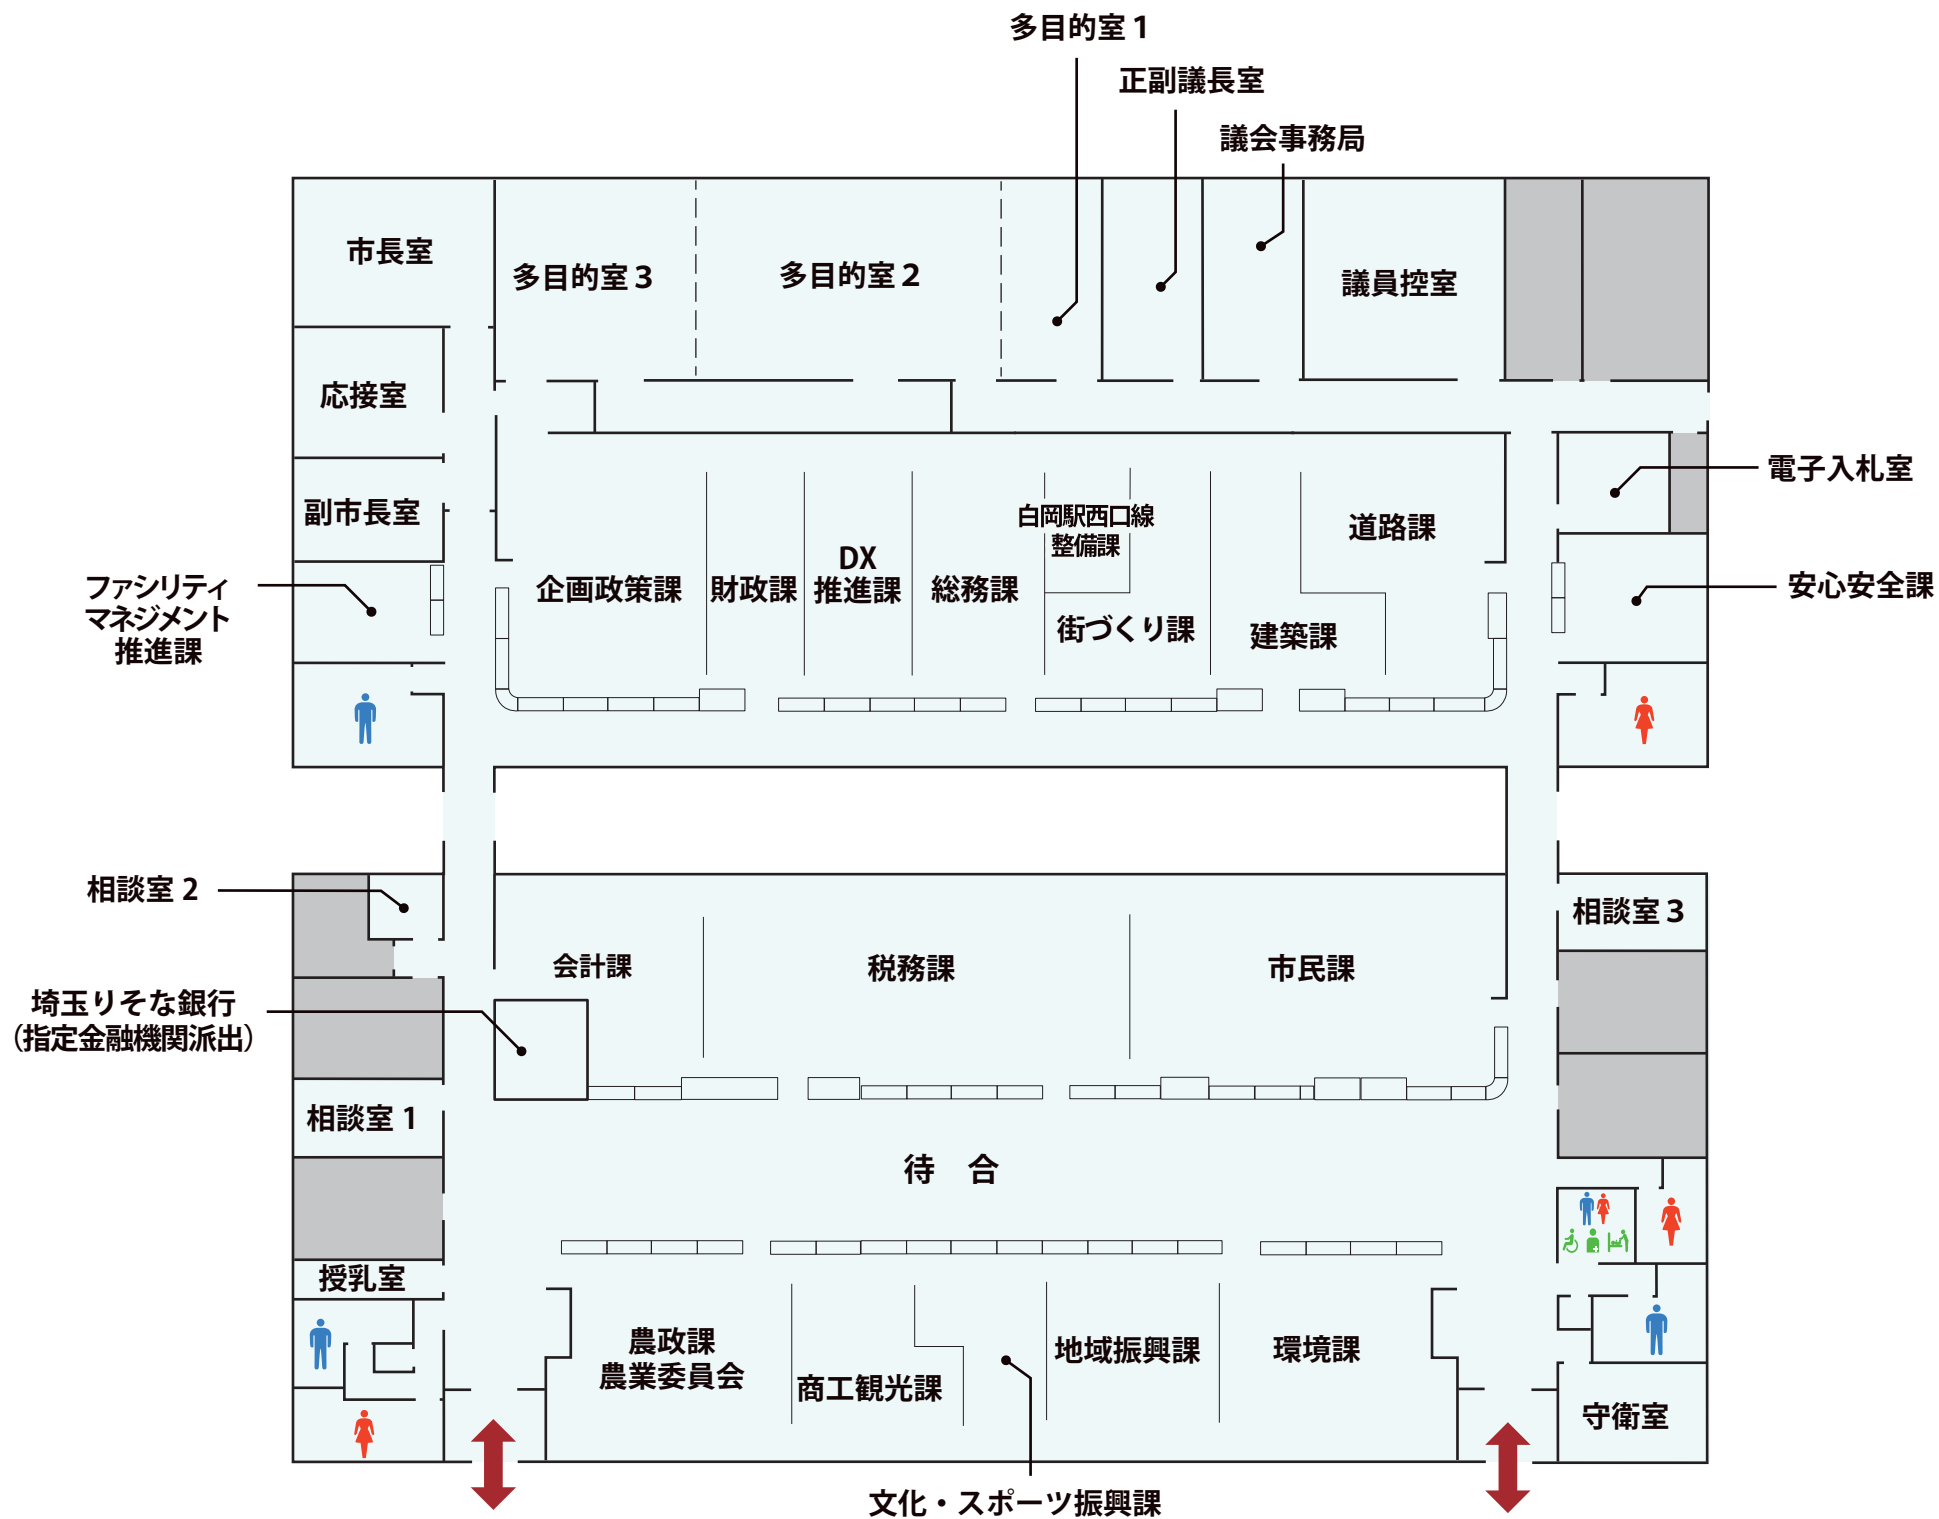 多目的室 1
正副議長室
議会事務局
市長室
多目的室 3
多目的室 2
議員控室
応接室
電子入札室
副市長室
白岡駅西口線
整備課
道路課
DX
推進課
企画政策課
財政課
総務課
街づくり課
建築課
安心安全課
ファシリティ
マネジメント
推進課
相談室 2
相談室 3
会計課
税務課
市民課
埼玉りそな銀行
（指定金融機関派出）
相談室 1
待　合
授乳室
農政課
農業委員会
商工観光課
地域振興課
環境課
守衛室
文化・スポーツ振興課